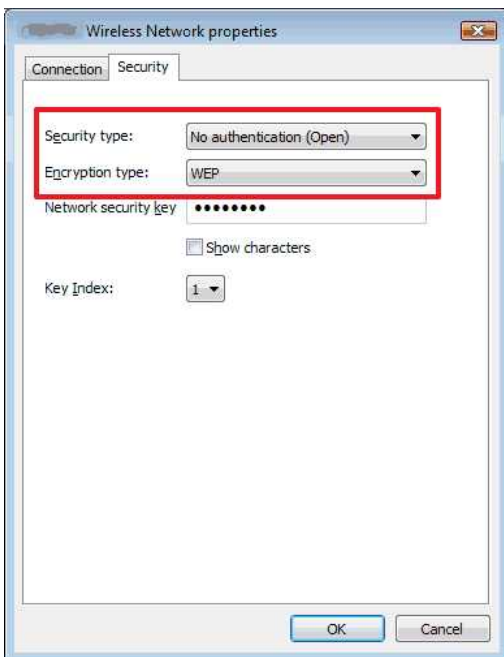 Wireless Network properties
Connection Security
Security type: No authentication (Open)
Encryption type: WEP
Network security key ••••••••
Show characters
Key Index: 1
OK Cancel